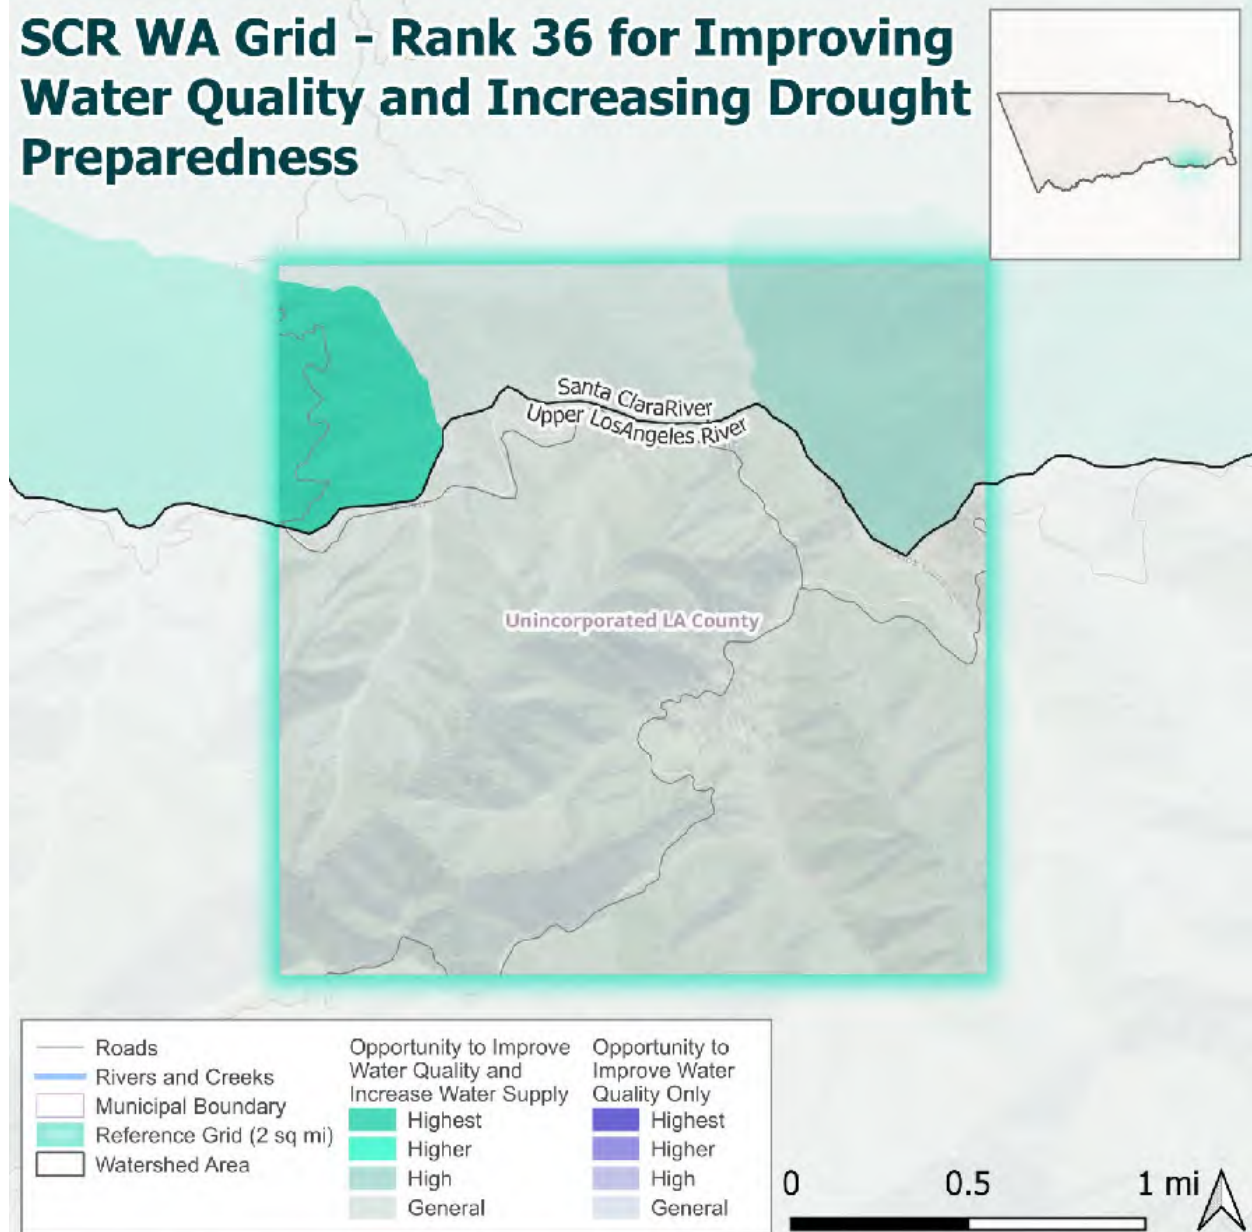 SCR WA Grid - Rank 36 for Improving
Water Quality and Increasing Drought
Preparedness
Santa ClaraRiver
Upper LosAngeles River
Unincorporated LA County
Roads
Rivers and Creeks
Municipal Boundary
Reference Grid (2 sq mi)
Watershed Area
Opportunity to Improve
Water Quality and
Increase Water Supply
Highest
Higher
High
General
Opportunity to
Improve Water
Quality Only
Highest
Higher
High
General
0 0.5 1 mi